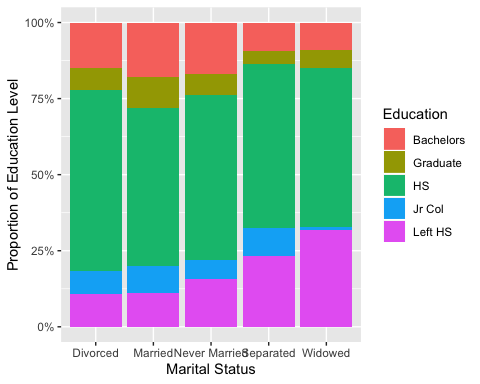 100%
75%
50%
25%
0%
Proportion of Education Level
Divorced Married Never Married Separated Widowed
Marital Status
Education
Bachelors
Graduate
HS
Jr Col
Left HS